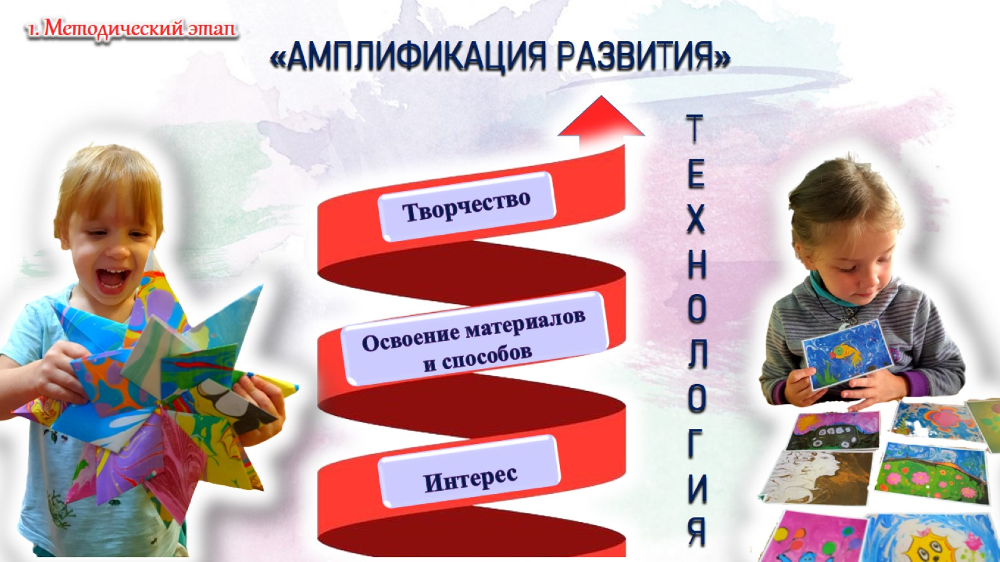 1. Методический этап
«АМПЛИФИКАЦИЯ РАЗВИТИЯ»
ТЕХНОЛОГИЯ
Творчество
Освоение материалов
и способов
Интерес